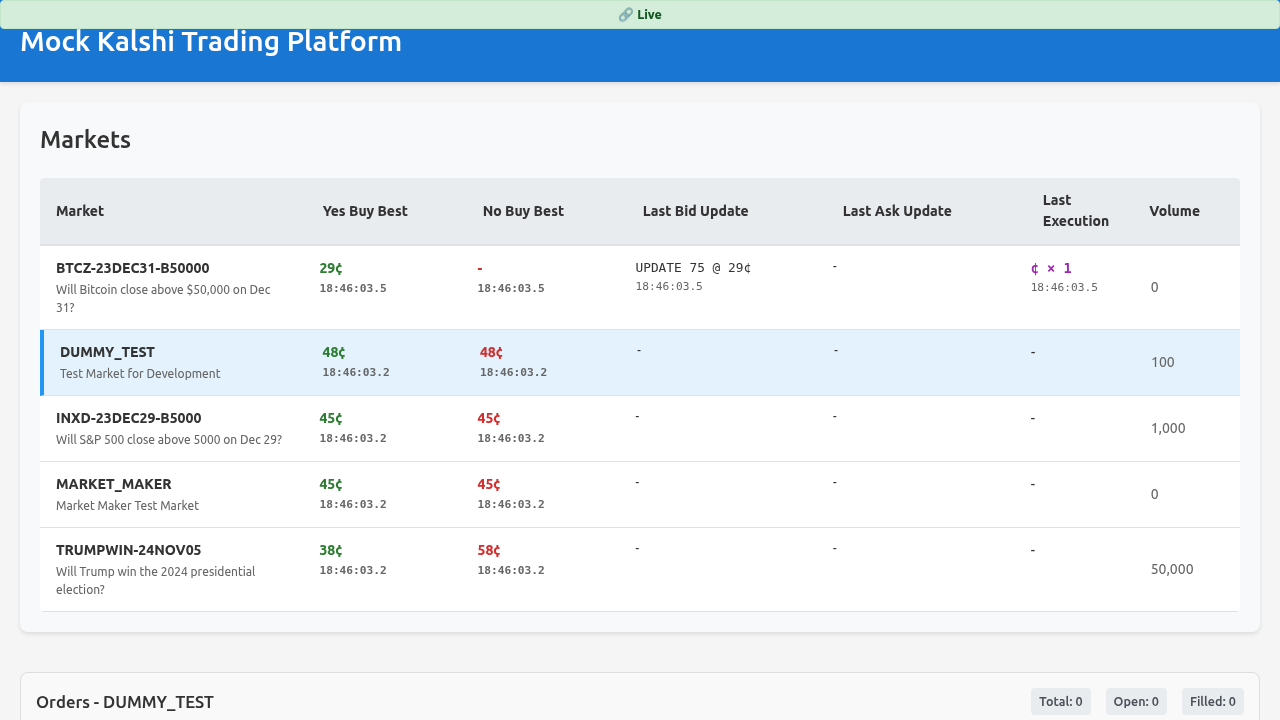 🔗 Live
Mock Kalshi Trading Platform
Markets
Market Yes Buy Best No Buy Best Last Bid Update Last Ask Update Last Execution Volume
BTCZ-23DEC31-B50000 29¢ - UPDATE 75 @ 29¢ - ¢ × 1
Will Bitcoin close above $50,000 on Dec 18:46:03.5 18:46:03.5 18:46:03.5 18:46:03.5 0
31?
DUMMY_TEST 48¢ 48¢ - - -
Test Market for Development 18:46:03.2 18:46:03.2 100
INXD-23DEC29-B5000 45¢ 45¢ - - -
Will S&P 500 close above 5000 on Dec 29? 18:46:03.2 18:46:03.2 1,000
MARKET_MAKER 45¢ 45¢ - - -
Market Maker Test Market 18:46:03.2 18:46:03.2 0
TRUMPWIN-24NOV05 38¢ 58¢ - - -
Will Trump win the 2024 presidential 18:46:03.2 18:46:03.2 50,000
election?
Orders - DUMMY_TEST Total: 0 Open: 0 Filled: 0